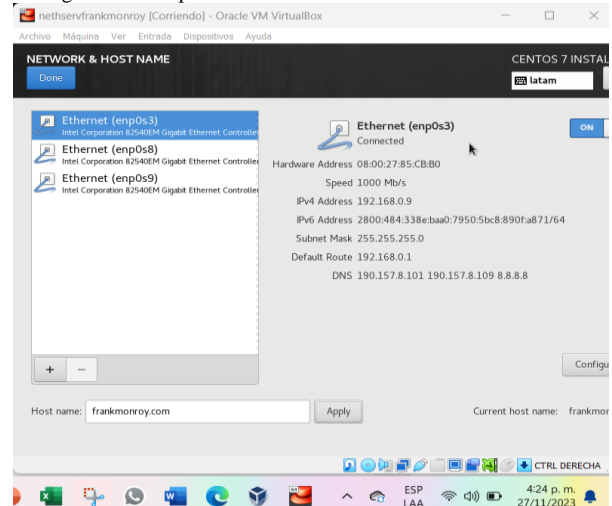 nethservfrankmonroy [Corriendo] - Oracle VM VirtualBox
Archivo Máquina Ver Entrada Dispositivos Ayuda
NETWORK & HOST NAME
CENTOS 7 INSTAL
Done
latam
Ethernet (enp0s3)
Intel Corporation 82540EM Gigabit Ethernet Controlle
Ethernet (enp0s8)
Intel Corporation 82540EM Gigabit Ethernet Controlle
Ethernet (enp0s9)
Intel Corporation 82540EM Gigabit Ethernet Controlle
Ethernet (enp0s3)
Connected
ON
Hardware Address 08:00:27:85:CB:B0
Speed 1000 Mb/s
IPv4 Address 192.168.0.9
IPv6 Address 2800:484:338e:baa0:7950:5bc8:890f:a871/64
Subnet Mask 255.255.255.0
Default Route 192.168.0.1
DNS 190.157.8.101 190.157.8.109 8.8.8.8
+ −
Configu
Host name: frankmonroy.com
Apply
Current host name: frankmor
CTRL DERECHA
ESP
LAA
4:24 p. m.
27/11/2023